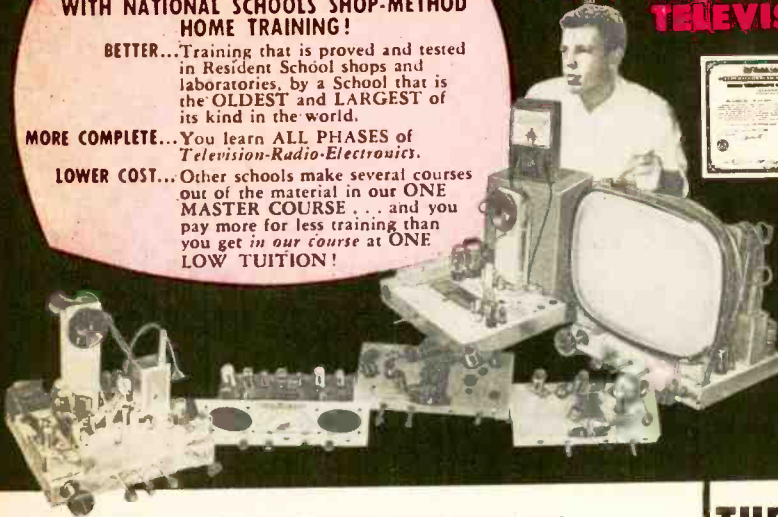 WITH NATIONAL SCHOOLS SHOP-METHOD
HOME TRAINING!
BETTER...Training that is proved and tested
in Resident School shops and
laboratories, by a School that is
the OLDEST and LARGEST of
its kind in the world.
MORE COMPLETE...You learn ALL PHASES of
Television-Radio-Electronics.
LOWER COST...Other schools make several courses
out of the material in our ONE
MASTER COURSE . . . and you
pay more for less training than
you get in our course at ONE
LOW TUITION!